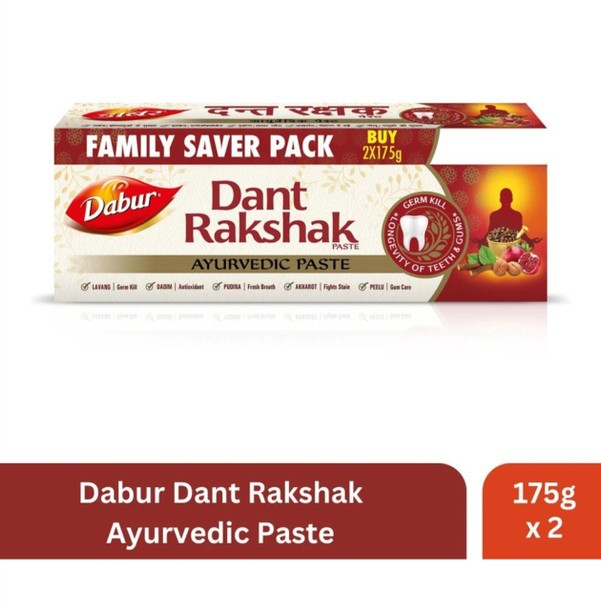 दन्त रक्षक
FAMILY SAVER PACK
BUY
2X175g
Dabur
Dant
Rakshak
PASTE
AYURVEDIC PASTE
GERM KILL
LONGEVITY OF TEETH & GUMS
LAVANG | Germ Kill DADIM | Antioxidant PUDINA | Fresh Breath AKHAROT | Fights Stain PEELU | Gum Care
Dabur Dant Rakshak
Ayurvedic Paste
175g
x 2